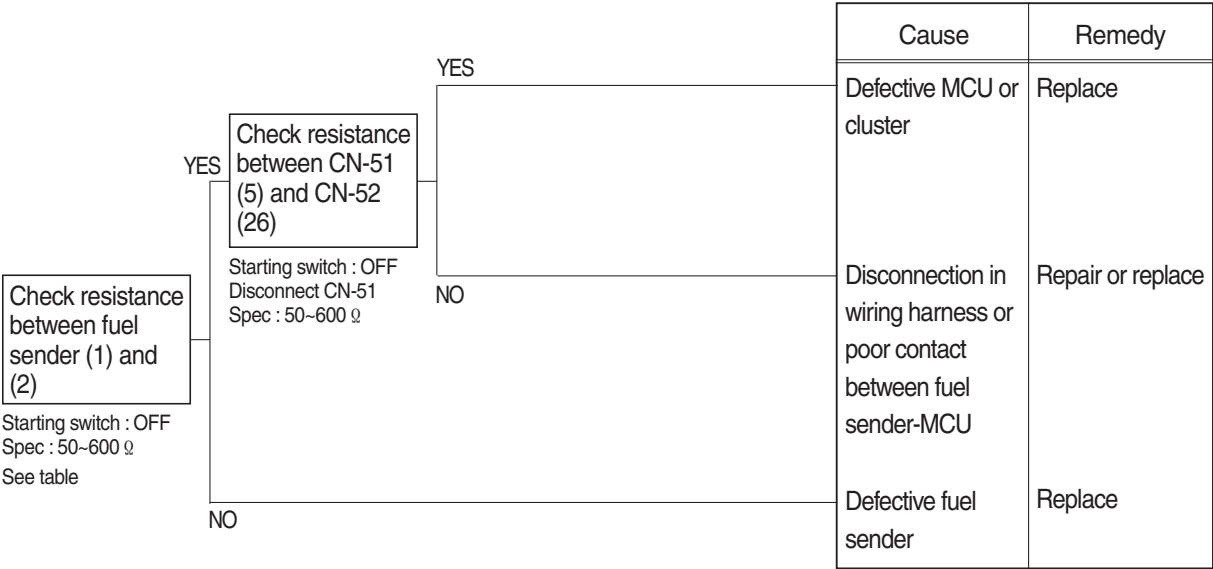 Cause
Remedy
YES
Defective MCU or
cluster
Replace
YES
Check resistance
between CN-51
(5) and CN-52
(26)
Starting switch : OFF
Disconnect CN-51
Spec : 50~600 Ω
NO
Disconnection in
wiring harness or
poor contact
between fuel
sender-MCU
Repair or replace
Check resistance
between fuel
sender (1) and
(2)
Starting switch : OFF
Spec : 50~600 Ω
See table
NO
Defective fuel
sender
Replace